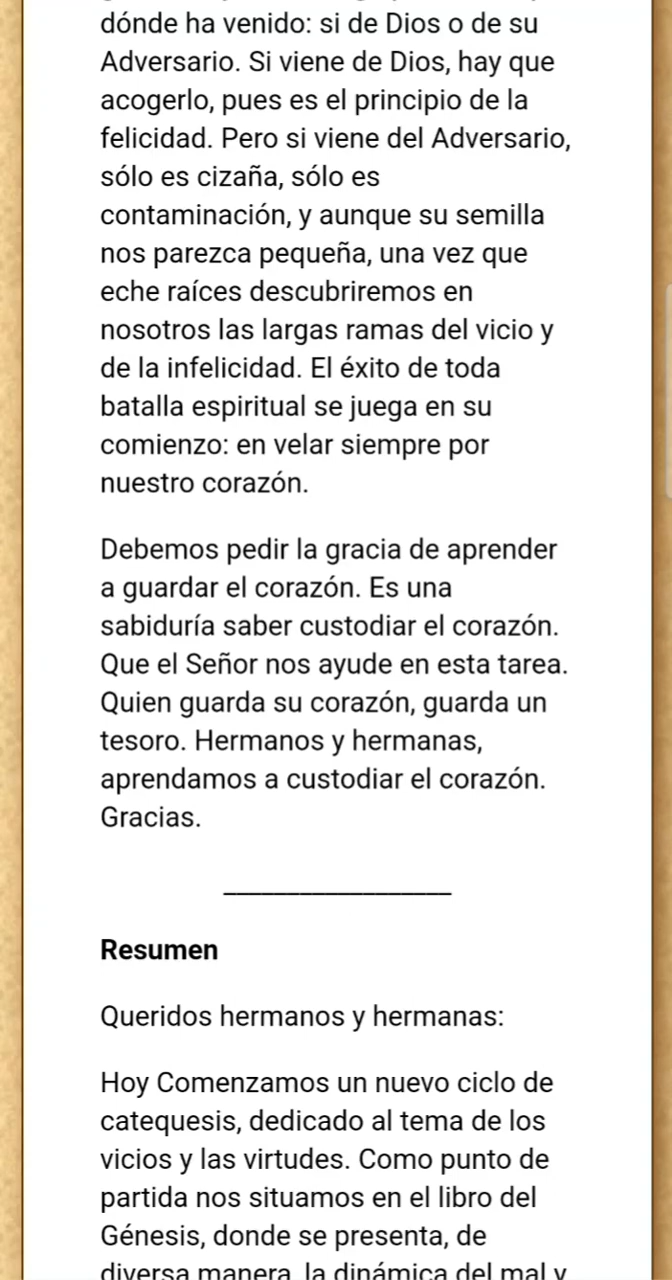 dónde ha venido: si de Dios o de su
Adversario. Si viene de Dios, hay que
acogerlo, pues es el principio de la
felicidad. Pero si viene del Adversario,
sólo es cizaña, sólo es
contaminación, y aunque su semilla
nos parezca pequeña, una vez que
eche raíces descubriremos en
nosotros las largas ramas del vicio y
de la infelicidad. El éxito de toda
batalla espiritual se juega en su
comienzo: en velar siempre por
nuestro corazón.
Debemos pedir la gracia de aprender
a guardar el corazón. Es una
sabiduría saber custodiar el corazón.
Que el Señor nos ayude en esta tarea.
Quien guarda su corazón, guarda un
tesoro. Hermanos y hermanas,
aprendamos a custodiar el corazón.
Gracias.
Resumen
Queridos hermanos y hermanas:
Hoy Comenzamos un nuevo ciclo de
catequesis, dedicado al tema de los
vicios y las virtudes. Como punto de
partida nos situamos en el libro del
Génesis, donde se presenta, de
diversa manera, la dinámica del mal y